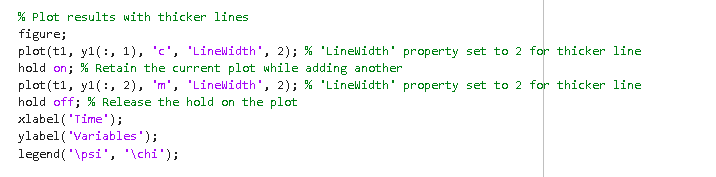 % Plot results with thicker lines
figure;
plot(t1, y1(:, 1), 'c', 'LineWidth', 2); % 'LineWidth' property set to 2 for thicker line
hold on; % Retain the current plot while adding another
plot(t1, y1(:, 2), 'm', 'LineWidth', 2); % 'LineWidth' property set to 2 for thicker line
hold off; % Release the hold on the plot
xlabel('Time');
ylabel('Variables');
legend('\psi', '\chi');